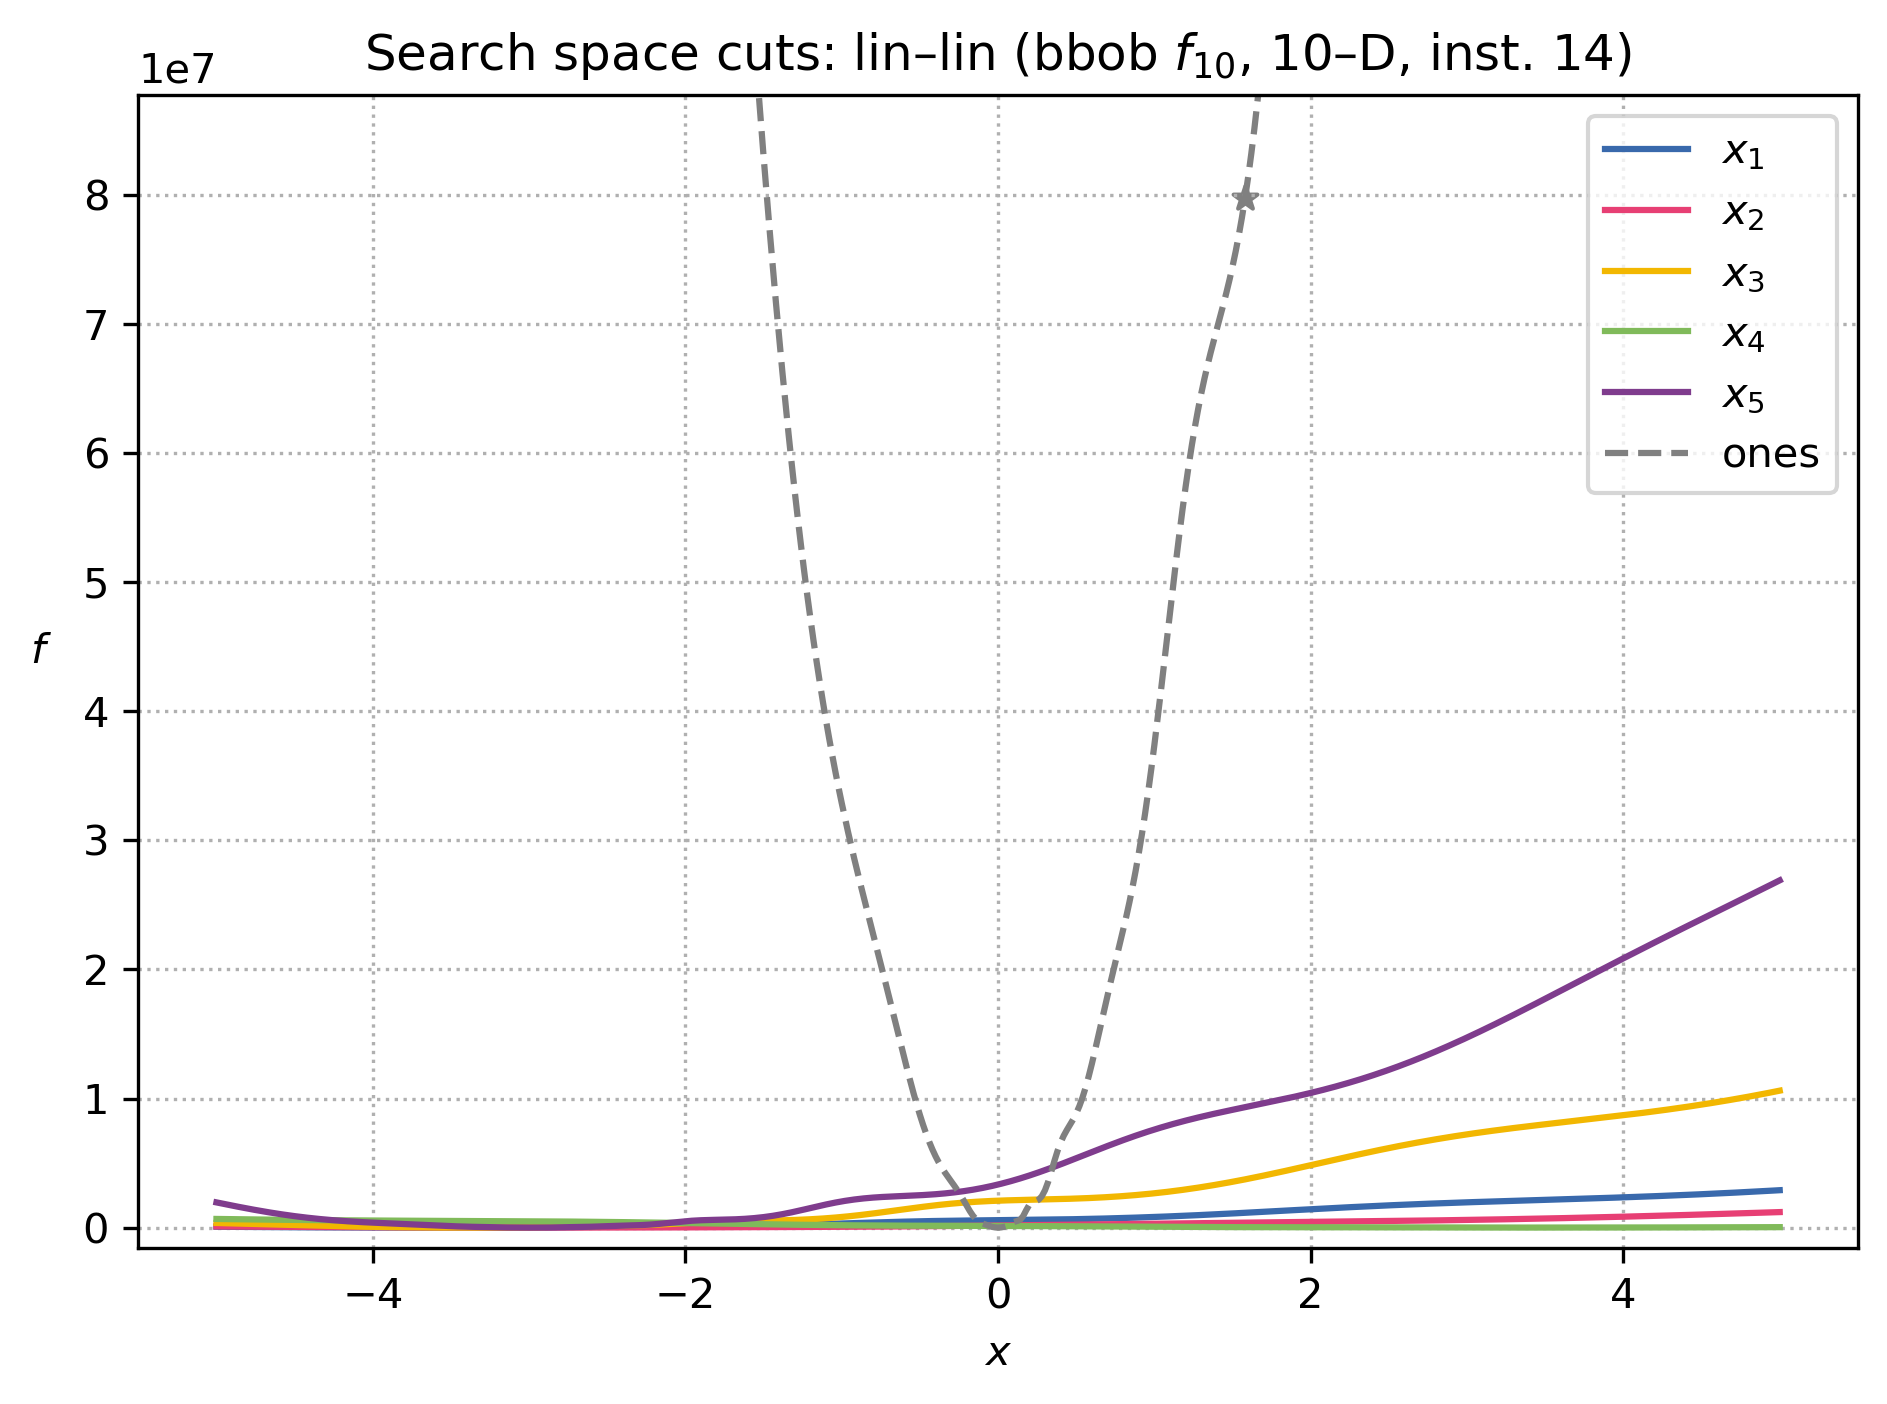 Search space cuts: lin–lin (bbob f10, 10–D, inst. 14)
1e7
8
7
6
5
4
3
2
1
0
f
−4
−2
0
2
4
x
x1
x2
x3
x4
x5
ones